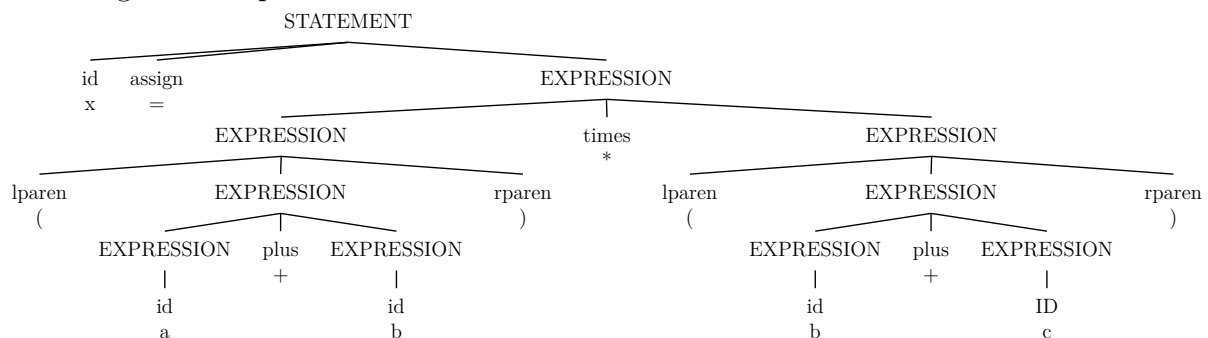 STATEMENT
id assign EXPRESSION
x =
EXPRESSION times EXPRESSION
*
lparen EXPRESSION rparen lparen EXPRESSION rparen
( ) ( )
EXPRESSION plus EXPRESSION EXPRESSION plus EXPRESSION
+ +
id id id ID
a b b c